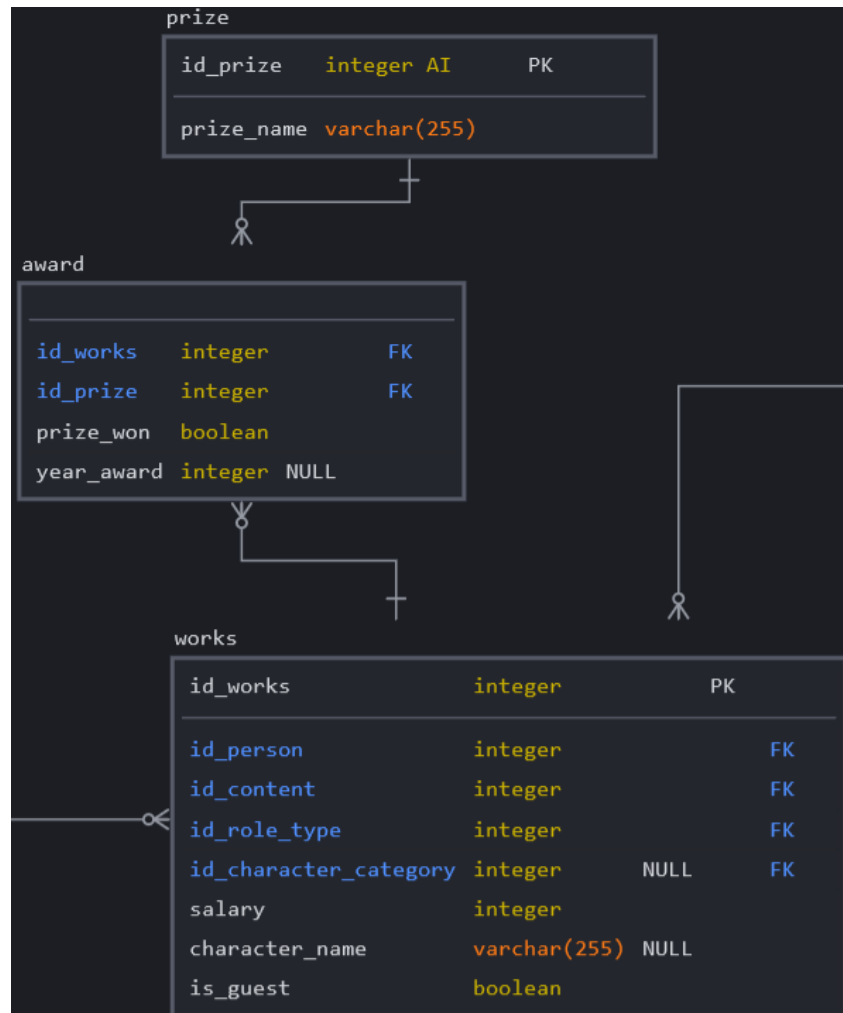 prize
id_prize integer AI PK
prize_name varchar(255)
award
id_works integer FK
id_prize integer FK
prize_won boolean
year_award integer NULL
works
id_works integer PK
id_person integer FK
id_content integer FK
id_role_type integer FK
id_character_category integer NULL FK
salary integer
character_name varchar(255) NULL
is_guest boolean